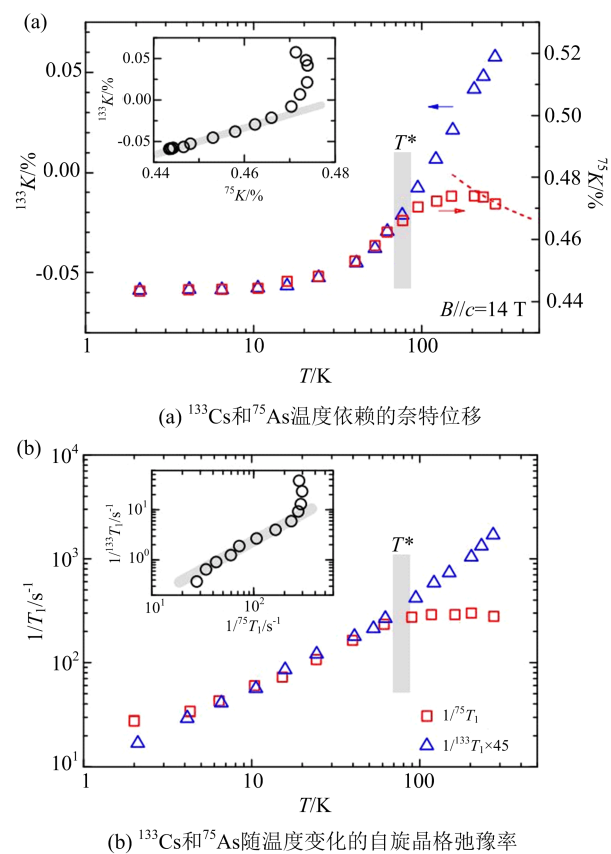 (a)
0.05
0.00
-0.05
¹³³K/%
0.05
0.00
-0.05
¹³³K/%
0.44
0.46
0.48
⁷⁵K/%
T*
0.52
0.50
0.48
0.46
0.44
⁷⁵K/%
B//c=14 T
1
10
100
T/K
(a) ¹³³Cs和⁷⁵As温度依赖的奈特位移
(b)
10⁴
10³
10²
10¹
1/T₁/s⁻¹
10¹
10⁰
1/¹³³T₁/s⁻¹
10¹
10²
1/⁷⁵T₁/s⁻¹
T*
1/⁷⁵T₁
1/¹³³T₁×45
1
10
100
T/K
(b) ¹³³Cs和⁷⁵As随温度变化的自旋晶格弛豫率